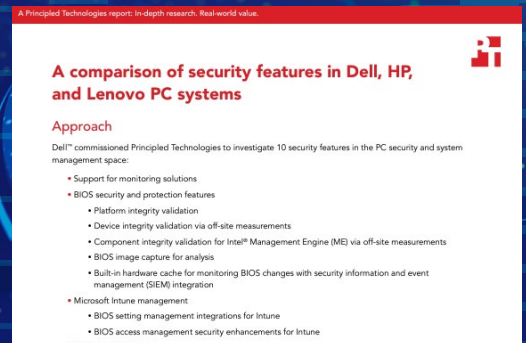 A Principled Technologies report: In-depth research. Real-world value.
PT
A comparison of security features in Dell, HP,
and Lenovo PC systems
Approach
Dell™ commissioned Principled Technologies to investigate 10 security features in the PC security and system
management space:
• Support for monitoring solutions
• BIOS security and protection features
• Platform integrity validation
• Device integrity validation via off-site measurements
• Component integrity validation for Intel® Management Engine (ME) via off-site measurements
• BIOS image capture for analysis
• Built-in hardware cache for monitoring BIOS changes with security information and event
management (SIEM) integration
• Microsoft Intune management
• BIOS setting management integrations for Intune
• BIOS access management security enhancements for Intune